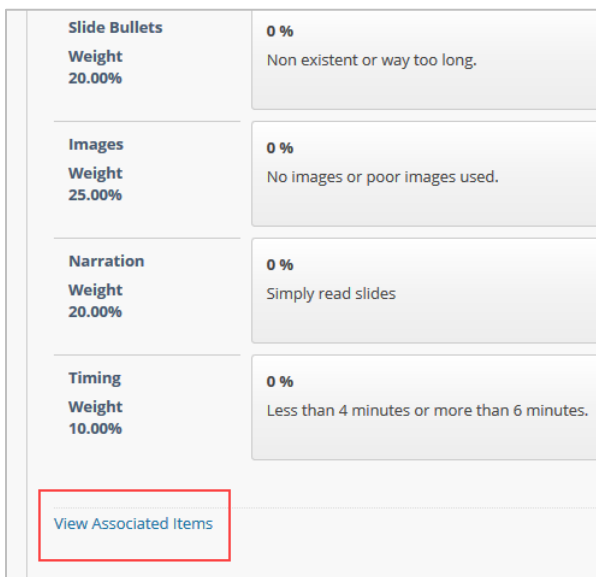 Slide Bullets
Weight
20.00%
0 %
Non existent or way too long.
Images
Weight
25.00%
0 %
No images or poor images used.
Narration
Weight
20.00%
0 %
Simply read slides
Timing
Weight
10.00%
0 %
Less than 4 minutes or more than 6 minutes.
View Associated Items